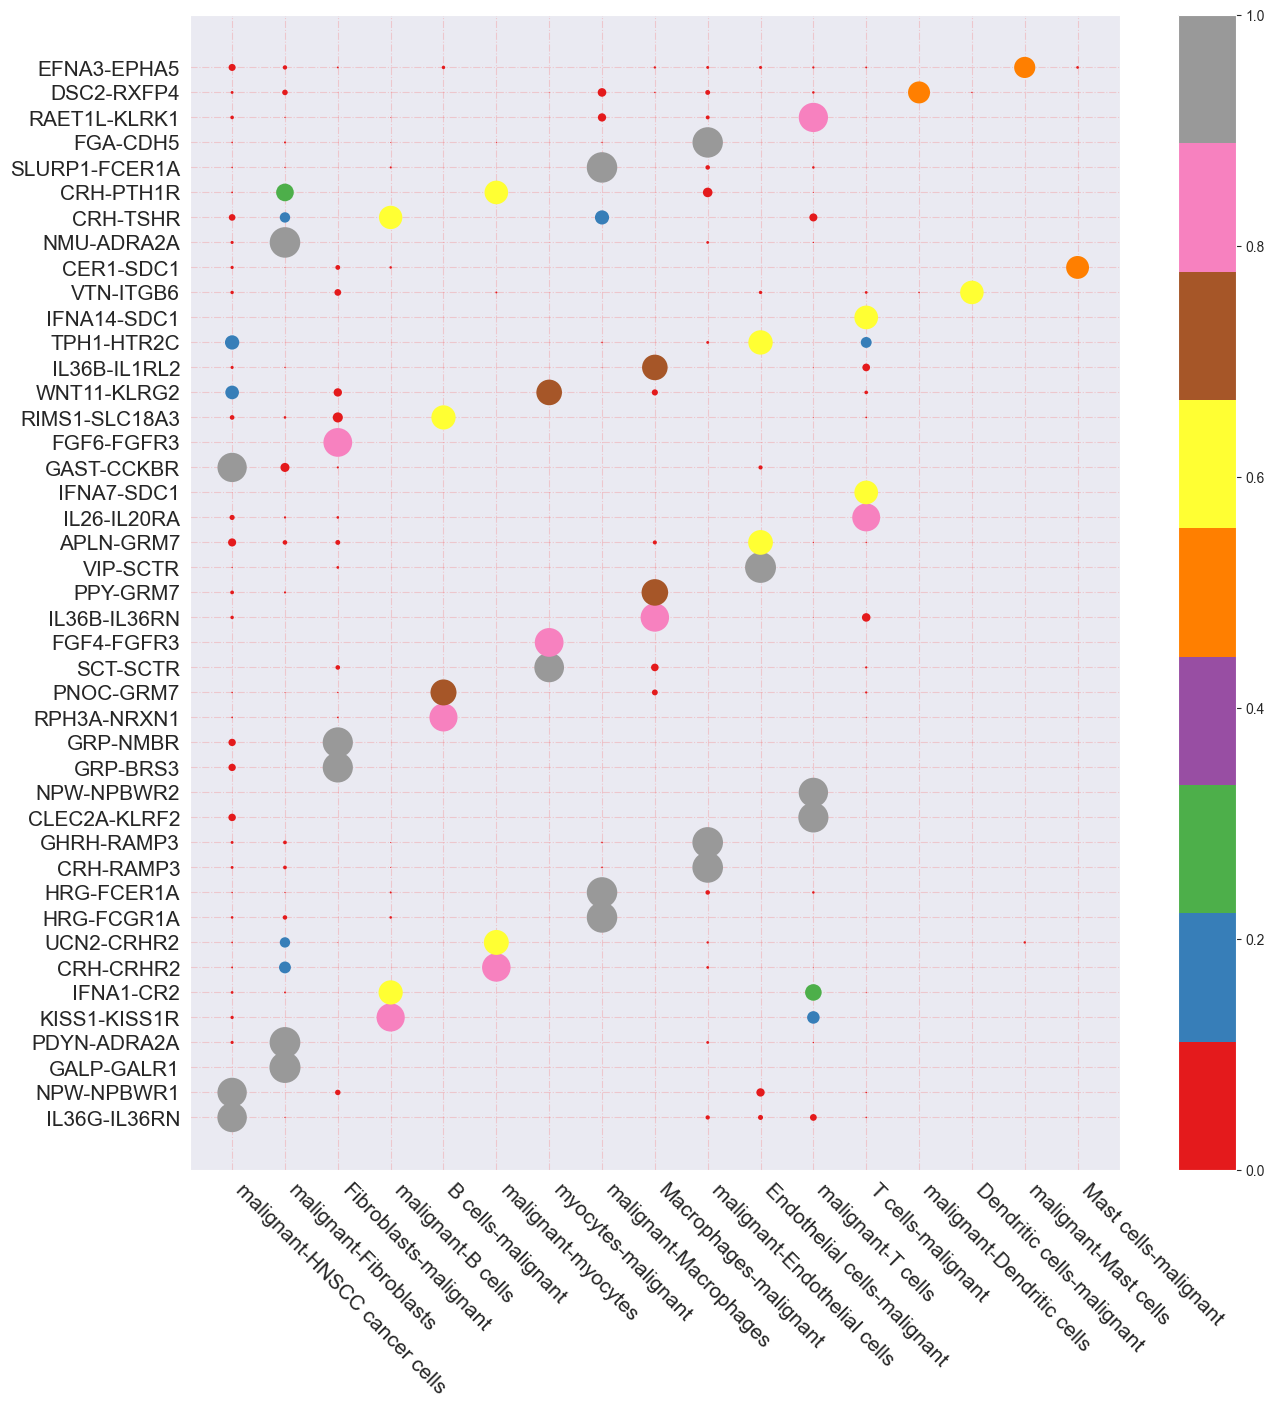 EFNA3-EPHA5
DSC2-RXFP4
RAET1L-KLRK1
FGA-CDH5
SLURP1-FCER1A
CRH-PTH1R
CRH-TSHR
NMU-ADRA2A
CER1-SDC1
VTN-ITGB6
IFNA14-SDC1
TPH1-HTR2C
IL36B-IL1RL2
WNT11-KLRG2
RIMS1-SLC18A3
FGF6-FGFR3
GAST-CCKBR
IFNA7-SDC1
IL26-IL20RA
APLN-GRM7
VIP-SCTR
PPY-GRM7
IL36B-IL36RN
FGF4-FGFR3
SCT-SCTR
PNOC-GRM7
RPH3A-NRXN1
GRP-NMBR
GRP-BRS3
NPW-NPBWR2
CLEC2A-KLRF2
GHRH-RAMP3
CRH-RAMP3
HRG-FCER1A
HRG-FCGR1A
UCN2-CRHR2
CRH-CRHR2
IFNA1-CR2
KISS1-KISS1R
PDYN-ADRA2A
GALP-GALR1
NPW-NPBWR1
IL36G-IL36RN
malignant-HNSCC cancer cells
malignant-Fibroblasts
Fibroblasts-malignant
malignant-B cells
B cells-malignant
malignant-myocytes
myocytes-malignant
malignant-Macrophages
Macrophages-malignant
malignant-Endothelial cells
Endothelial cells-malignant
malignant-T cells
T cells-malignant
malignant-Dendritic cells
Dendritic cells-malignant
malignant-Mast cells
Mast cells-malignant
1.0
0.8
0.6
0.4
0.2
0.0